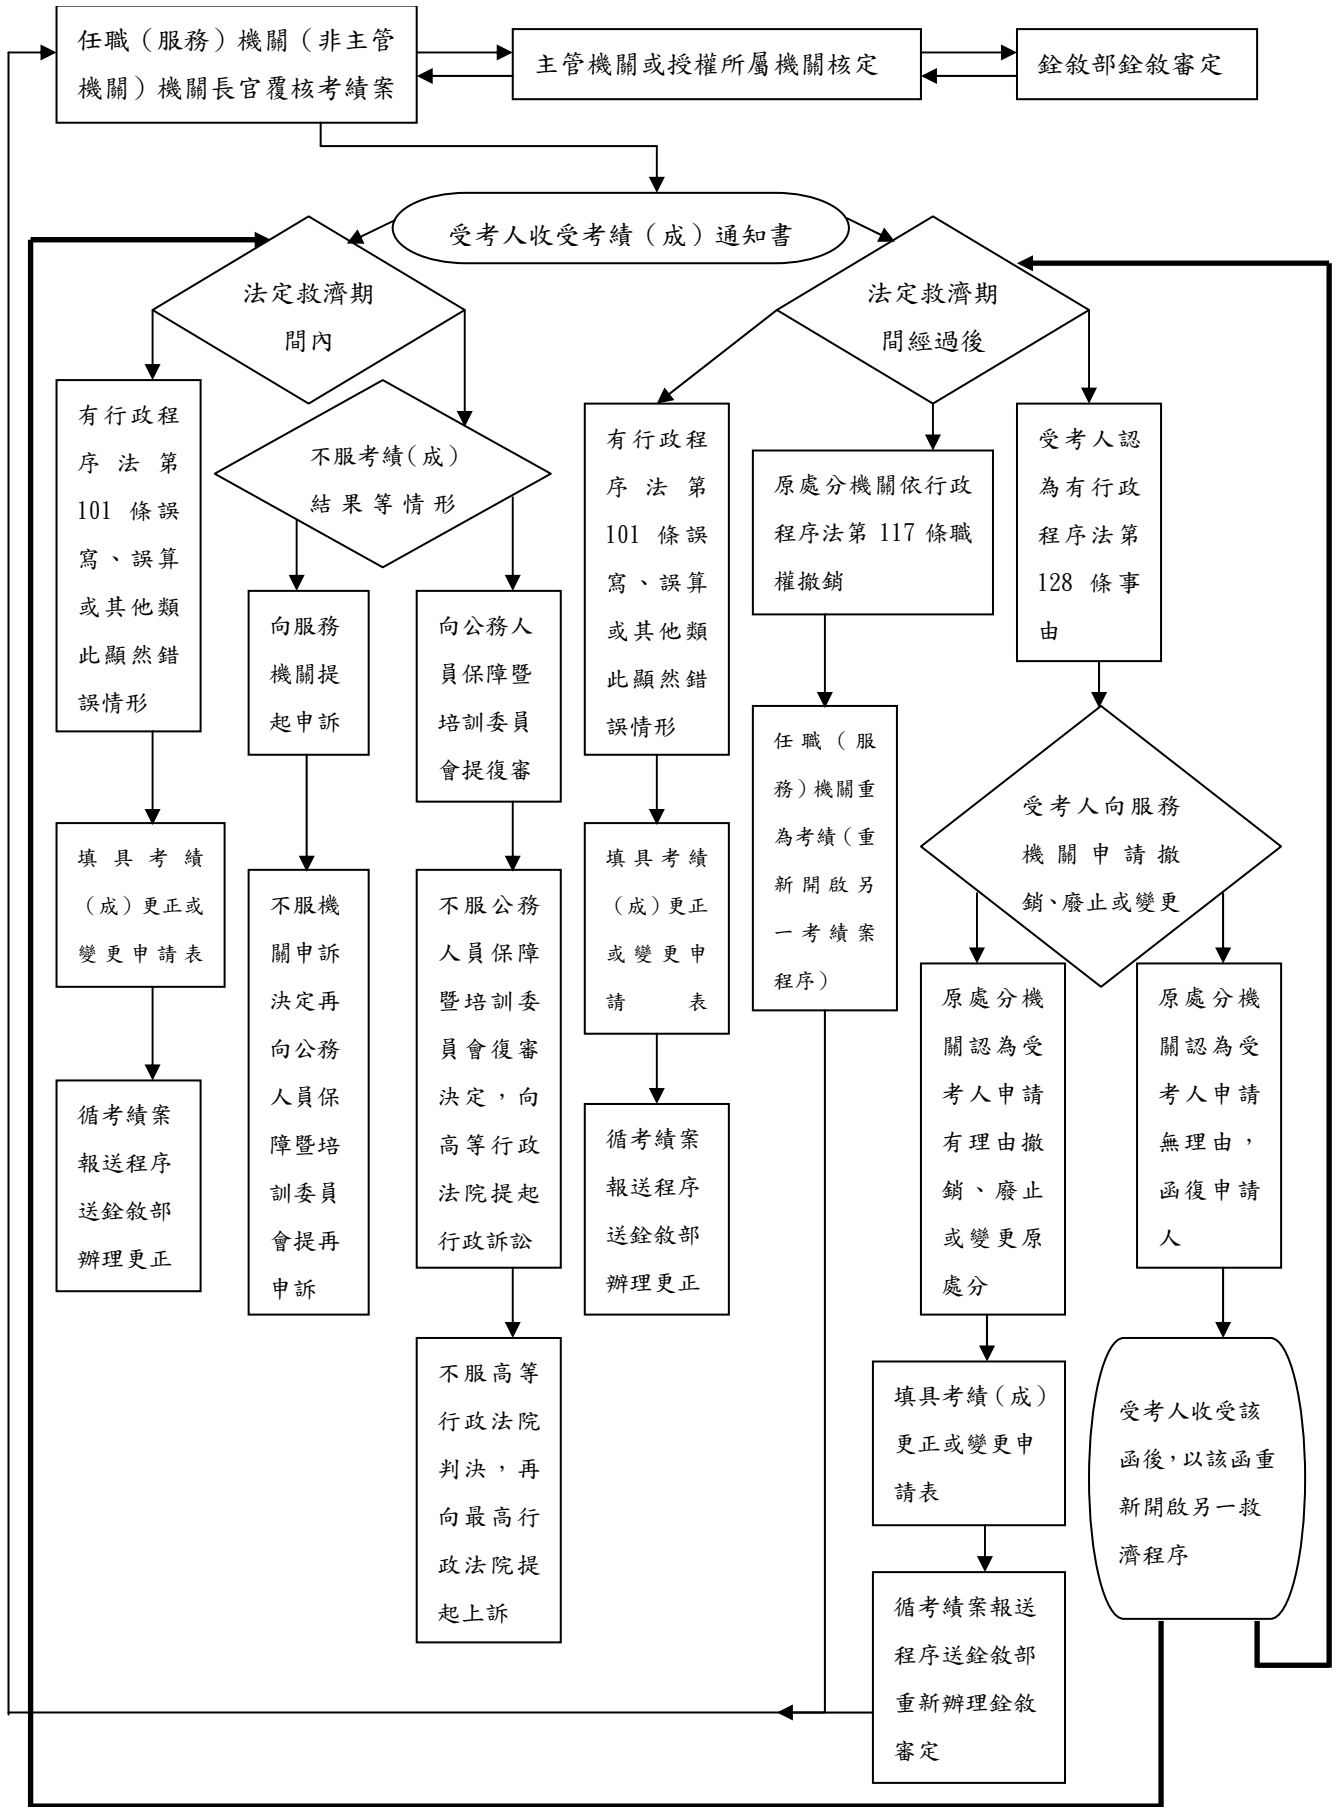 任職（服務）機關（非主管
機關）機關長官覆核考績案
主管機關或授權所屬機關核定
銓敘部銓敘審定
受考人收受考績（成）通知書
法定救濟期
間內
法定救濟期
間經過後
有行政程
序法第
101 條誤
寫、誤算
或其他類
此顯然錯
誤情形
不服考績(成)
結果等情形
有行政程
序法第
101 條誤
寫、誤算
或其他類
此顯然錯
誤情形
原處分機關依行政
程序法第 117 條職
權撤銷
受考人認
為有行政
程序法第
128 條事
由
向服務
機關提
起申訴
向公務人
員保障暨
培訓委員
會提復審
任職（服
務)機關重
為考績(重
新開啟另
一考績案
程序)
受考人向服務
機關申請撤
銷、廢止或變更
填具考績
（成）更正或
變更申請表
不服機
關申訴
決定再
向公務
人員保
障暨培
訓委員
會提再
申訴
不服公務
人員保障
暨培訓委
員會復審
決定，向
高等行政
法院提起
行政訴訟
填具考績
（成）更正
或變更申
請表
原處分機
關認為受
考人申請
有理由撤
銷、廢止
或變更原
處分
原處分機
關認為受
考人申請
無理由，
函復申請
人
循考績案
報送程序
送銓敘部
辦理更正
循考績案
報送程序
送銓敘部
辦理更正
不服高等
行政法院
判決，再
向最高行
政法院提
起上訴
填具考績(成)
更正或變更申
請表
受考人收受該
函後,以該函重
新開啟另一救
濟程序
循考績案報送
程序送銓敘部
重新辦理銓敘
審定